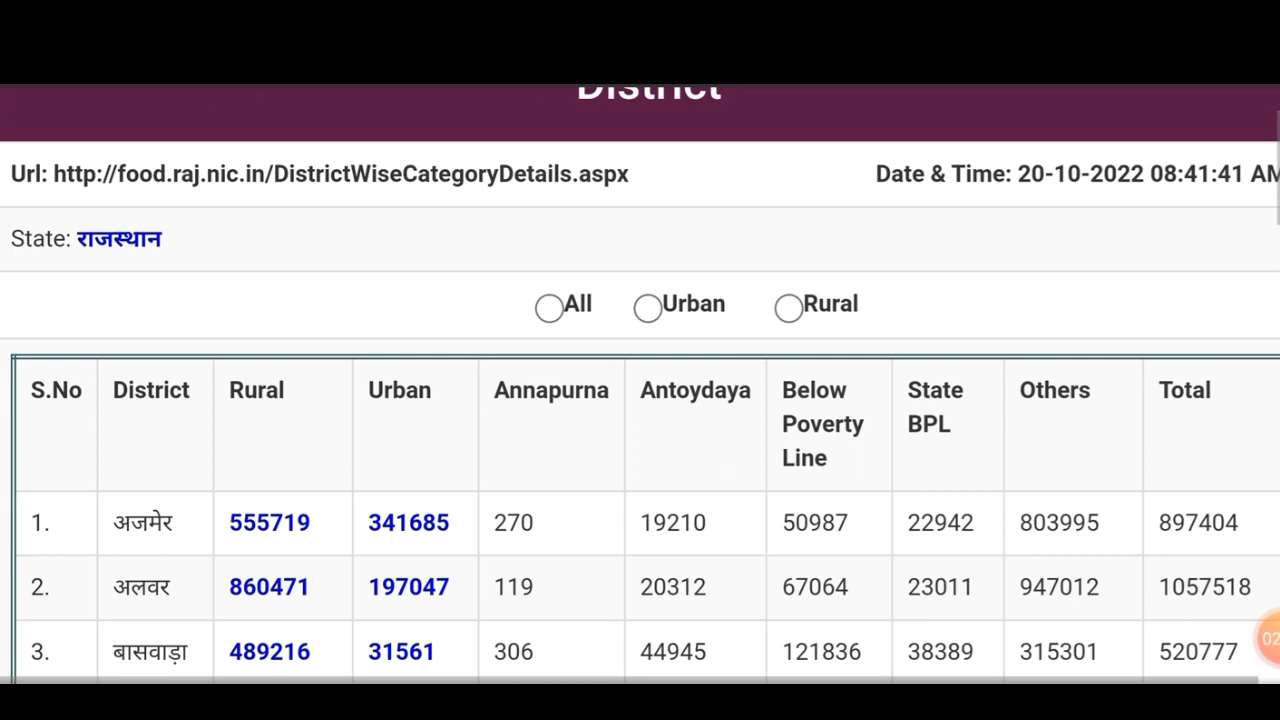 District
Url: http://food.raj.nic.in/DistrictWiseCategoryDetails.aspx Date & Time: 20-10-2022 08:41:41 AM
State: राजस्थान
All Urban Rural
S.No District Rural Urban Annapurna Antoydaya Below Poverty Line State BPL Others Total
1. अजमेर 555719 341685 270 19210 50987 22942 803995 897404
2. अलवर 860471 197047 119 20312 67064 23011 947012 1057518
3. बासवाड़ा 489216 31561 306 44945 121836 38389 315301 520777
02